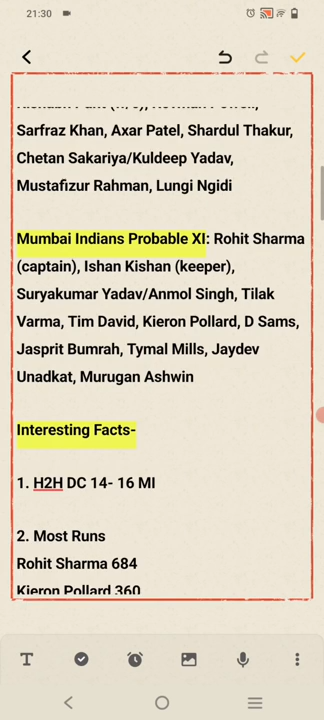 21:30
Sarfraz Khan, Axar Patel, Shardul Thakur,
Chetan Sakariya/Kuldeep Yadav,
Mustafizur Rahman, Lungi Ngidi
Mumbai Indians Probable XI: Rohit Sharma
(captain), Ishan Kishan (keeper),
Suryakumar Yadav/Anmol Singh, Tilak
Varma, Tim David, Kieron Pollard, D Sams,
Jasprit Bumrah, Tymal Mills, Jaydev
Unadkat, Murugan Ashwin
Interesting Facts-
1. H2H DC 14- 16 MI
2. Most Runs
Rohit Sharma 684
Kieron Pollard 360
T